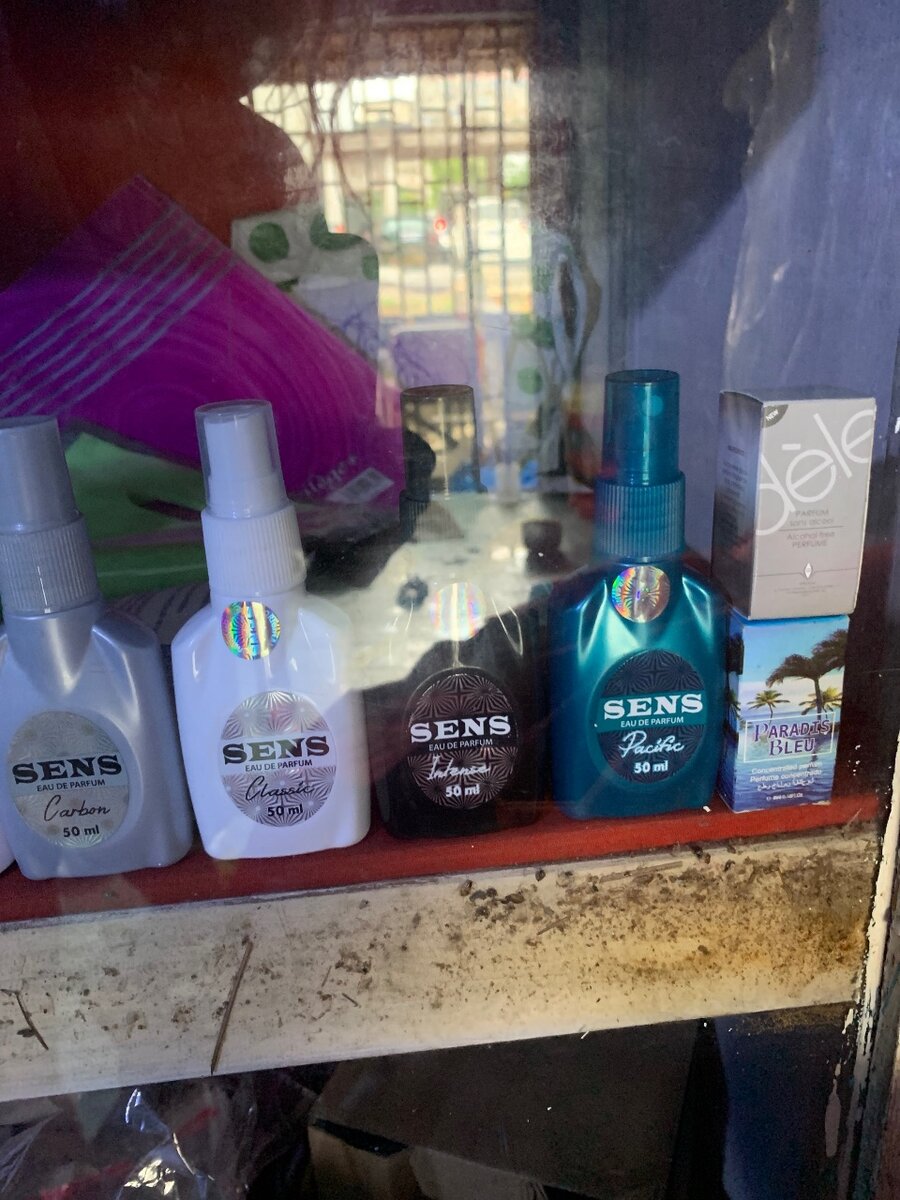 SENS
EAU DE PARFUM
Carbon
50 ml
SENS
EAU DE PARFUM
Classic
50 ml
SENS
EAU DE PARFUM
Intense
50 ml
SENS
EAU DE PARFUM
Pacific
50 ml
NEW
dèle
PARFUM
sans alcool
Alcohol free
PERFUME
PARADIS
BLEU
Concentrated perfume
Perfume concentrado